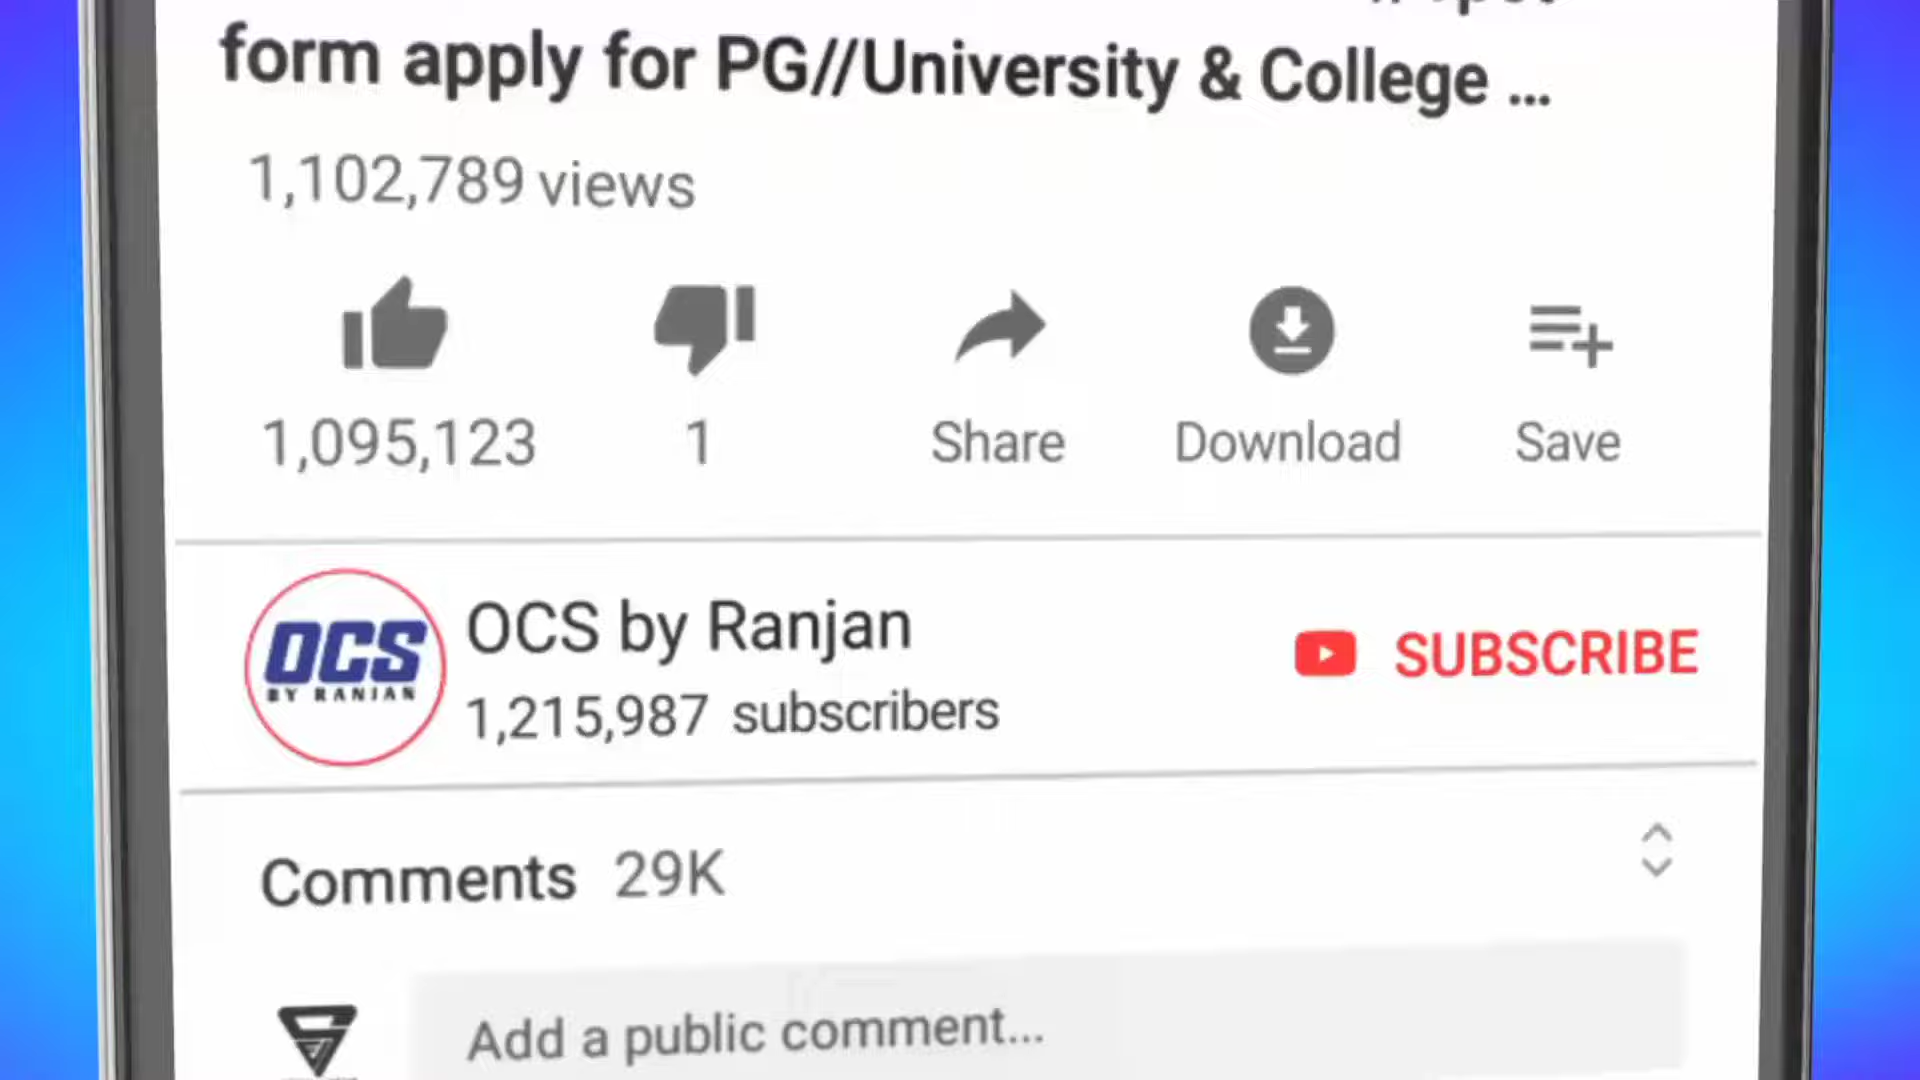 form apply for PG//University & College ...
1,102,789 views
1,095,123
1
Share
Download
Save
OCS
BY RANJAN
OCS by Ranjan
1,215,987 subscribers
SUBSCRIBE
Comments 29K
Add a public comment...